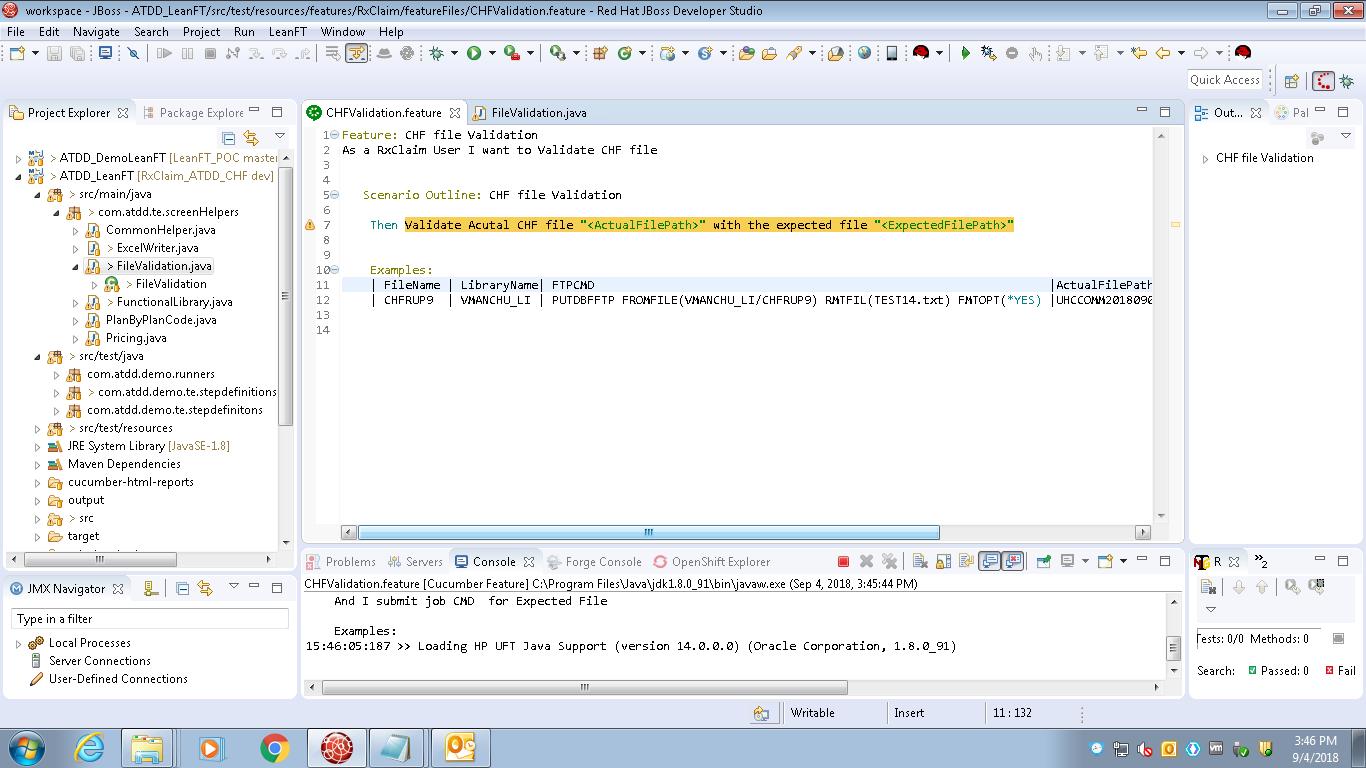 workspace - JBoss - ATDD_LeanFT/src/test/resources/features/RxClaim/featureFiles/CHFValidation.feature - Red Hat JBoss Developer Studio
File Edit Navigate Search Project Run LeanFT Window Help
Quick Access
Project Explorer Package Explore
> ATDD_DemoLeanFT [LeanFT_POC master
> ATDD_LeanFT [RxClaim_ATDD_CHF dev]
> src/main/java
> com.atdd.te.screenHelpers
CommonHelper.java
> ExcelWriter.java
> FileValidation.java
> FileValidation
> FunctionalLibrary.java
PlanByPlanCode.java
Pricing.java
> src/test/java
com.atdd.demo.runners
> com.atdd.demo.te.stepdefinitions
com.atdd.demo.te.stepdefinitons
> src/test/resources
JRE System Library [JavaSE-1.8]
Maven Dependencies
cucumber-html-reports
output
> src
target
CHFValidation.feature FileValidation.java
1 Feature: CHF file Validation
2 As a RxClaim User I want to Validate CHF file
3
4
5 Scenario Outline: CHF file Validation
6
7 Then Validate Acutal CHF file "<ActualFilePath>" with the expected file "<ExpectedFilePath>"
8
9
10 Examples:
11 | FileName | LibraryName| FTPCMD |ActualFilePath
12 | CHFRUP9 | VMANCHU_LI | PUTDBFFTP FROMFILE(VMANCHU_LI/CHFRUP9) RMTFIL(TEST14.txt) FMTOPT(*YES) |UHCCOMM2018090
13
14
Out... Pal
CHF file Validation
JMX Navigator
Type in a filter
Local Processes
Server Connections
User-Defined Connections
Problems Servers Console Forge Console OpenShift Explorer
CHFValidation.feature [Cucumber Feature] C:\Program Files\Java\jdk1.8.0_91\bin\javaw.exe (Sep 4, 2018, 3:45:44 PM)
And I submit job CMD for Expected File
Examples:
15:46:05:187 >> Loading HP UFT Java Support (version 14.0.0.0) (Oracle Corporation, 1.8.0_91)
R »2
Tests: 0/0 Methods: 0
Search: Passed: 0 Fail
Writable Insert 11 : 132
3:46 PM
9/4/2018